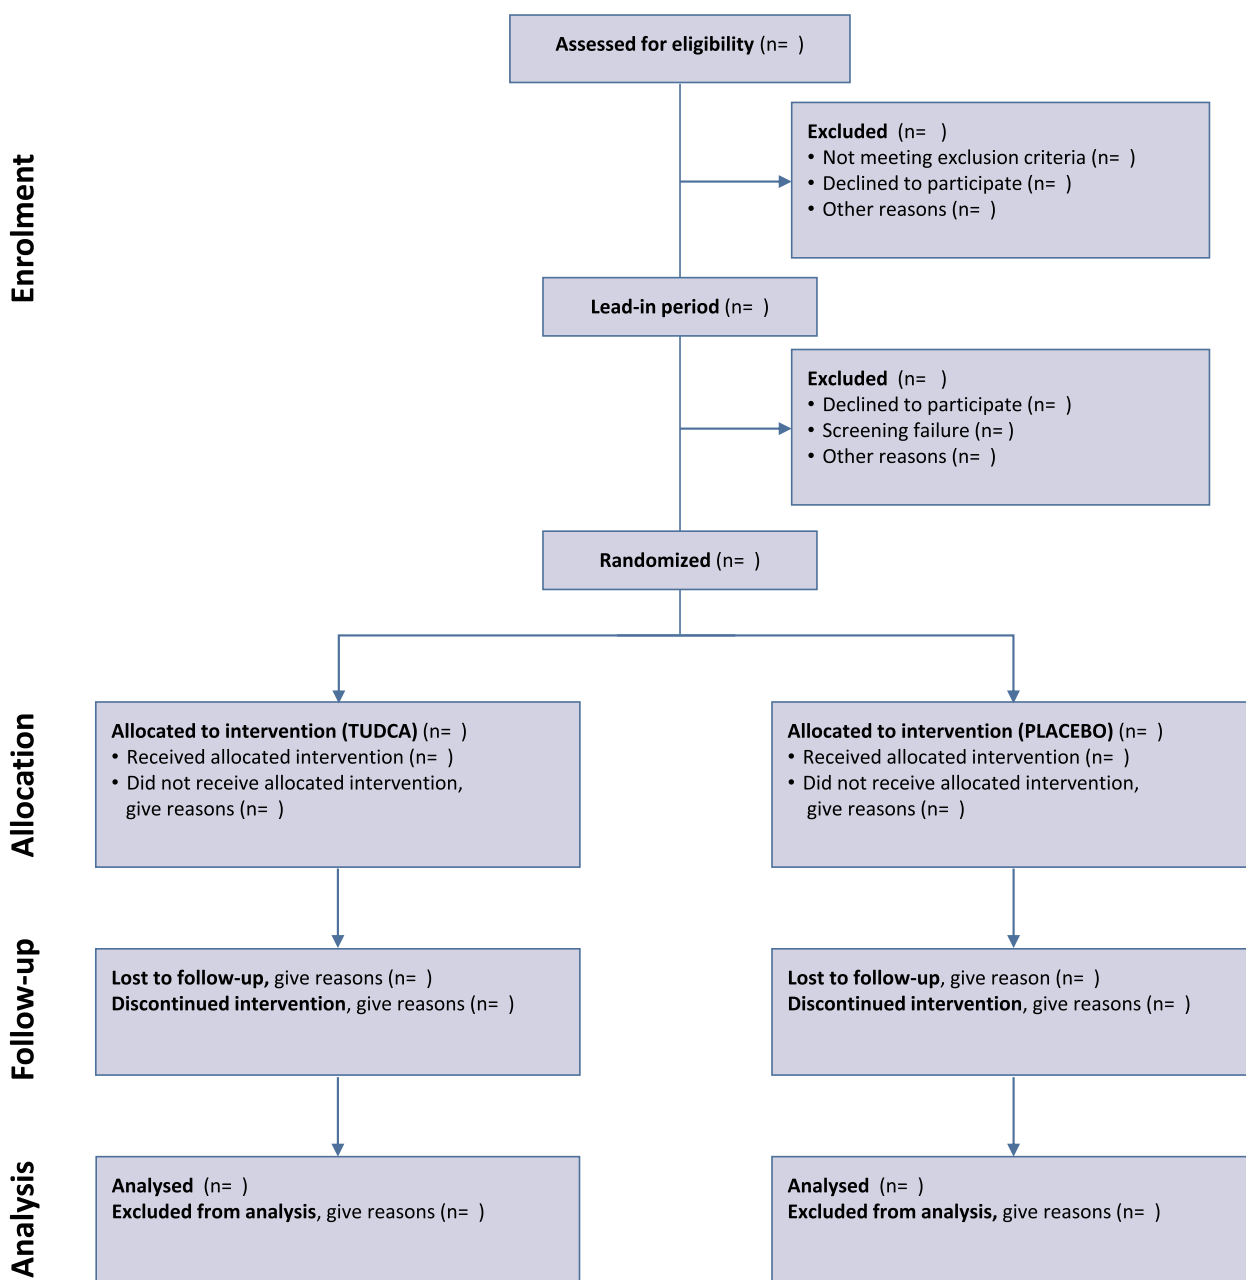 Enrolment
Assessed for eligibility (n=  )
Excluded  (n=   )
• Not meeting exclusion criteria (n=  )
• Declined to participate (n=  )
• Other reasons (n=  )
Lead-in period (n=  )
Excluded  (n=   )
• Declined to participate (n=  )
• Screening failure (n= )
• Other reasons (n=  )
Randomized (n=  )
Allocation
Allocated to intervention (TUDCA) (n=  )
• Received allocated intervention (n=  )
• Did not receive allocated intervention,
give reasons (n=  )
Allocated to intervention (PLACEBO) (n=  )
• Received allocated intervention (n=  )
• Did not receive allocated intervention,
give reasons (n=  )
Follow-up
Lost to follow-up, give reasons (n=  )
Discontinued intervention, give reasons (n=  )
Lost to follow-up, give reason (n=  )
Discontinued intervention, give reasons (n=  )
Analysis
Analysed  (n=  )
Excluded from analysis, give reasons (n=  )
Analysed  (n=  )
Excluded from analysis, give reasons (n=  )